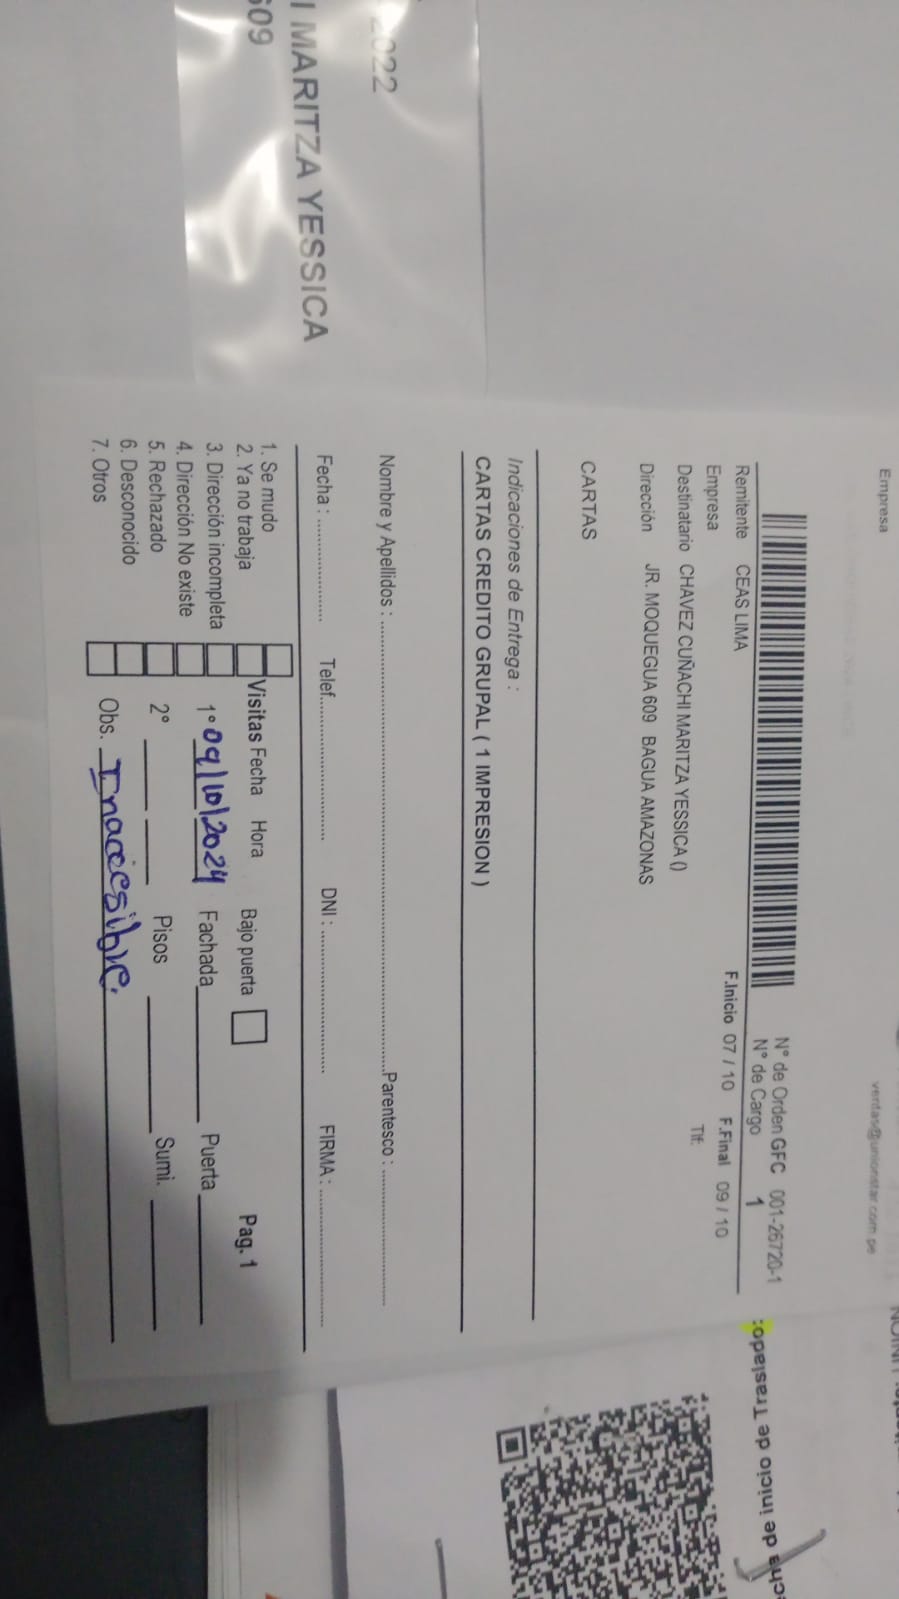 2022
I MARITZA YESSICA
609
Empresa
ventas@unionstar.com.pe
N° de Orden GFC 001-26720-1
N° de Cargo 1
Remitente CEAS LIMA
F.Inicio 07 / 10 F.Final 09 / 10
Empresa
Tlf:
Destinatario CHAVEZ CUÑACHI MARITZA YESSICA ()
Dirección JR. MOQUEGUA 609 BAGUA AMAZONAS
CARTAS
Indicaciones de Entrega :
CARTAS CREDITO GRUPAL ( 1 IMPRESION )
Nombre y Apellidos : Parentesco :
Fecha : Telef. DNI : FIRMA :
1. Se mudo
2. Ya no trabaja
3. Dirección incompleta
4. Dirección No existe
5. Rechazado
6. Desconocido
7. Otros
Visitas Fecha Hora Bajo puerta Pag. 1
1° 09/10/2024 Fachada Puerta
2° Pisos Sumi.
Obs. Inaccesible.
cha de inicio de Traslado: